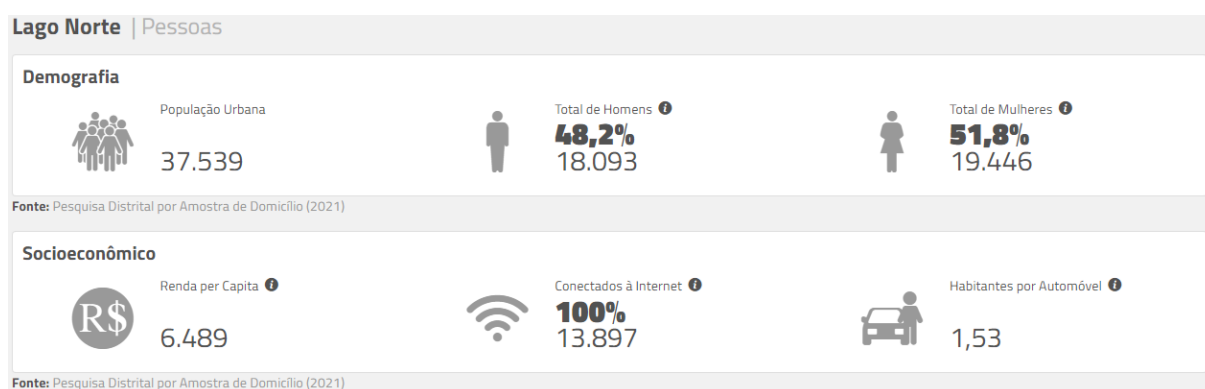 Lago Norte | Pessoas
Demografia
População Urbana
37.539
Total de Homens
48,2%
18.093
Total de Mulheres
51,8%
19.446
Fonte: Pesquisa Distrital por Amostra de Domicílio (2021)
Socioeconômico
R$
Renda per Capita
6.489
Conectados à Internet
100%
13.897
Habitantes por Automóvel
1,53
Fonte: Pesquisa Distrital por Amostra de Domicílio (2021)